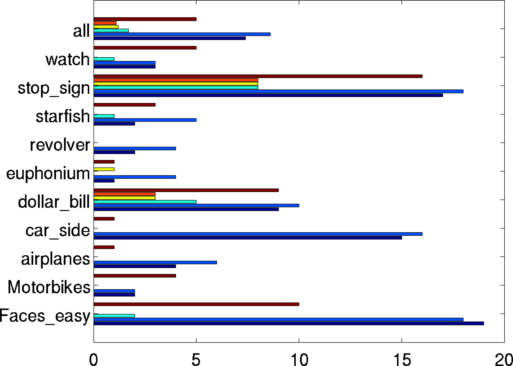 all
watch
stop_sign
starfish
revolver
euphonium
dollar_bill
car_side
airplanes
Motorbikes
Faces_easy
0 5 10 15 20